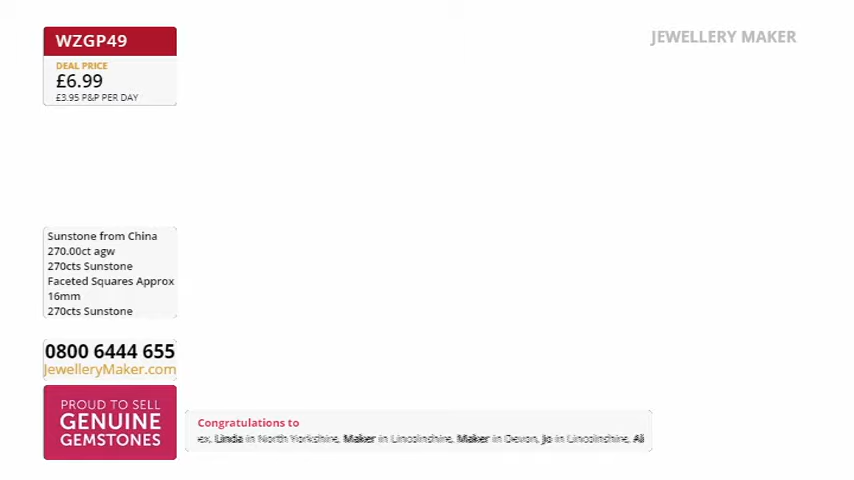 WZGP49
DEAL PRICE
£6.99
£3.95 P&P PER DAY
JEWELLERY MAKER
Sunstone from China
270.00ct agw
270cts Sunstone
Faceted Squares Approx
16mm
270cts Sunstone
0800 6444 655
JewelleryMaker.com
PROUD TO SELL
GENUINE
GEMSTONES
Congratulations to
ex, Linda in North Yorkshire, Maker in Lincolnshire, Maker in Devon, Jo in Lincolnshire, Ali